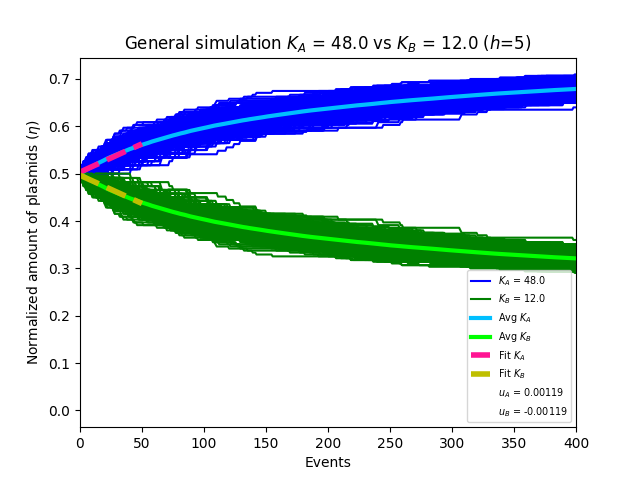 General simulation K_A = 48.0 vs K_B = 12.0 (h=5)
Normalized amount of plasmids (η)
0.7
0.6
0.5
0.4
0.3
0.2
0.1
0.0
K_A = 48.0
K_B = 12.0
Avg K_A
Avg K_B
Fit K_A
Fit K_B
u_A = 0.00119
u_B = -0.00119
0 50 100 150 200 250 300 350 400
Events